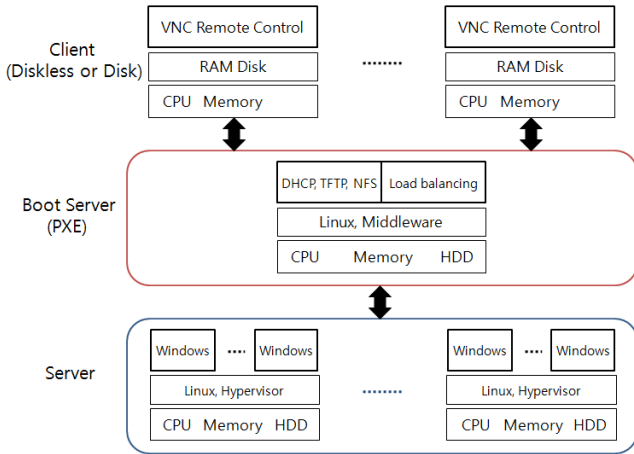 VNC Remote Control
VNC Remote Control
Client
(Diskless or Disk)
RAM Disk
RAM Disk
CPU Memory
CPU Memory
DHCP, TFTP, NFS
Load balancing
Boot Server
(PXE)
Linux, Middleware
CPU Memory HDD
Windows
Windows
Windows
Windows
Server
Linux, Hypervisor
Linux, Hypervisor
CPU Memory HDD
CPU Memory HDD